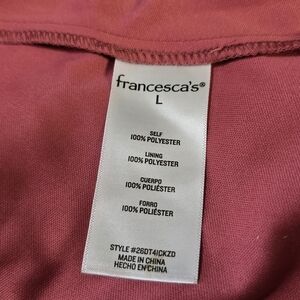 francesca's®
L
SELF
100% POLYESTER
LINING
100% POLYESTER
CUERPO
100% POLIÉSTER
FORRO
100% POLIÉSTER
STYLE #26DT41CKZD
MADE IN CHINA
HECHO EN CHINA